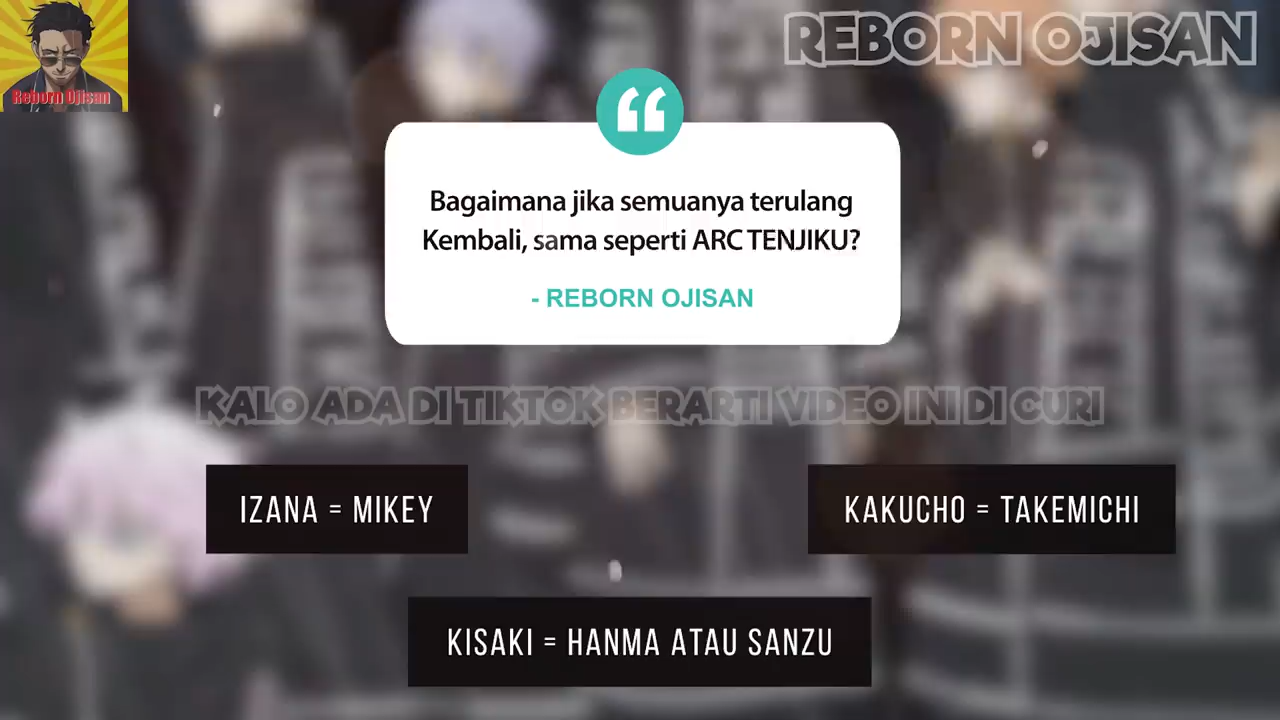 Reborn Ojisan
REBORN OJISAN
“
Bagaimana jika semuanya terulang
Kembali, sama seperti ARC TENJIKU?
- REBORN OJISAN
KALO ADA DI TIKTOK BERARTI VIDEO INI DI CURI
IZANA = MIKEY
KAKUCHO = TAKEMICHI
KISAKI = HANMA ATAU SANZU